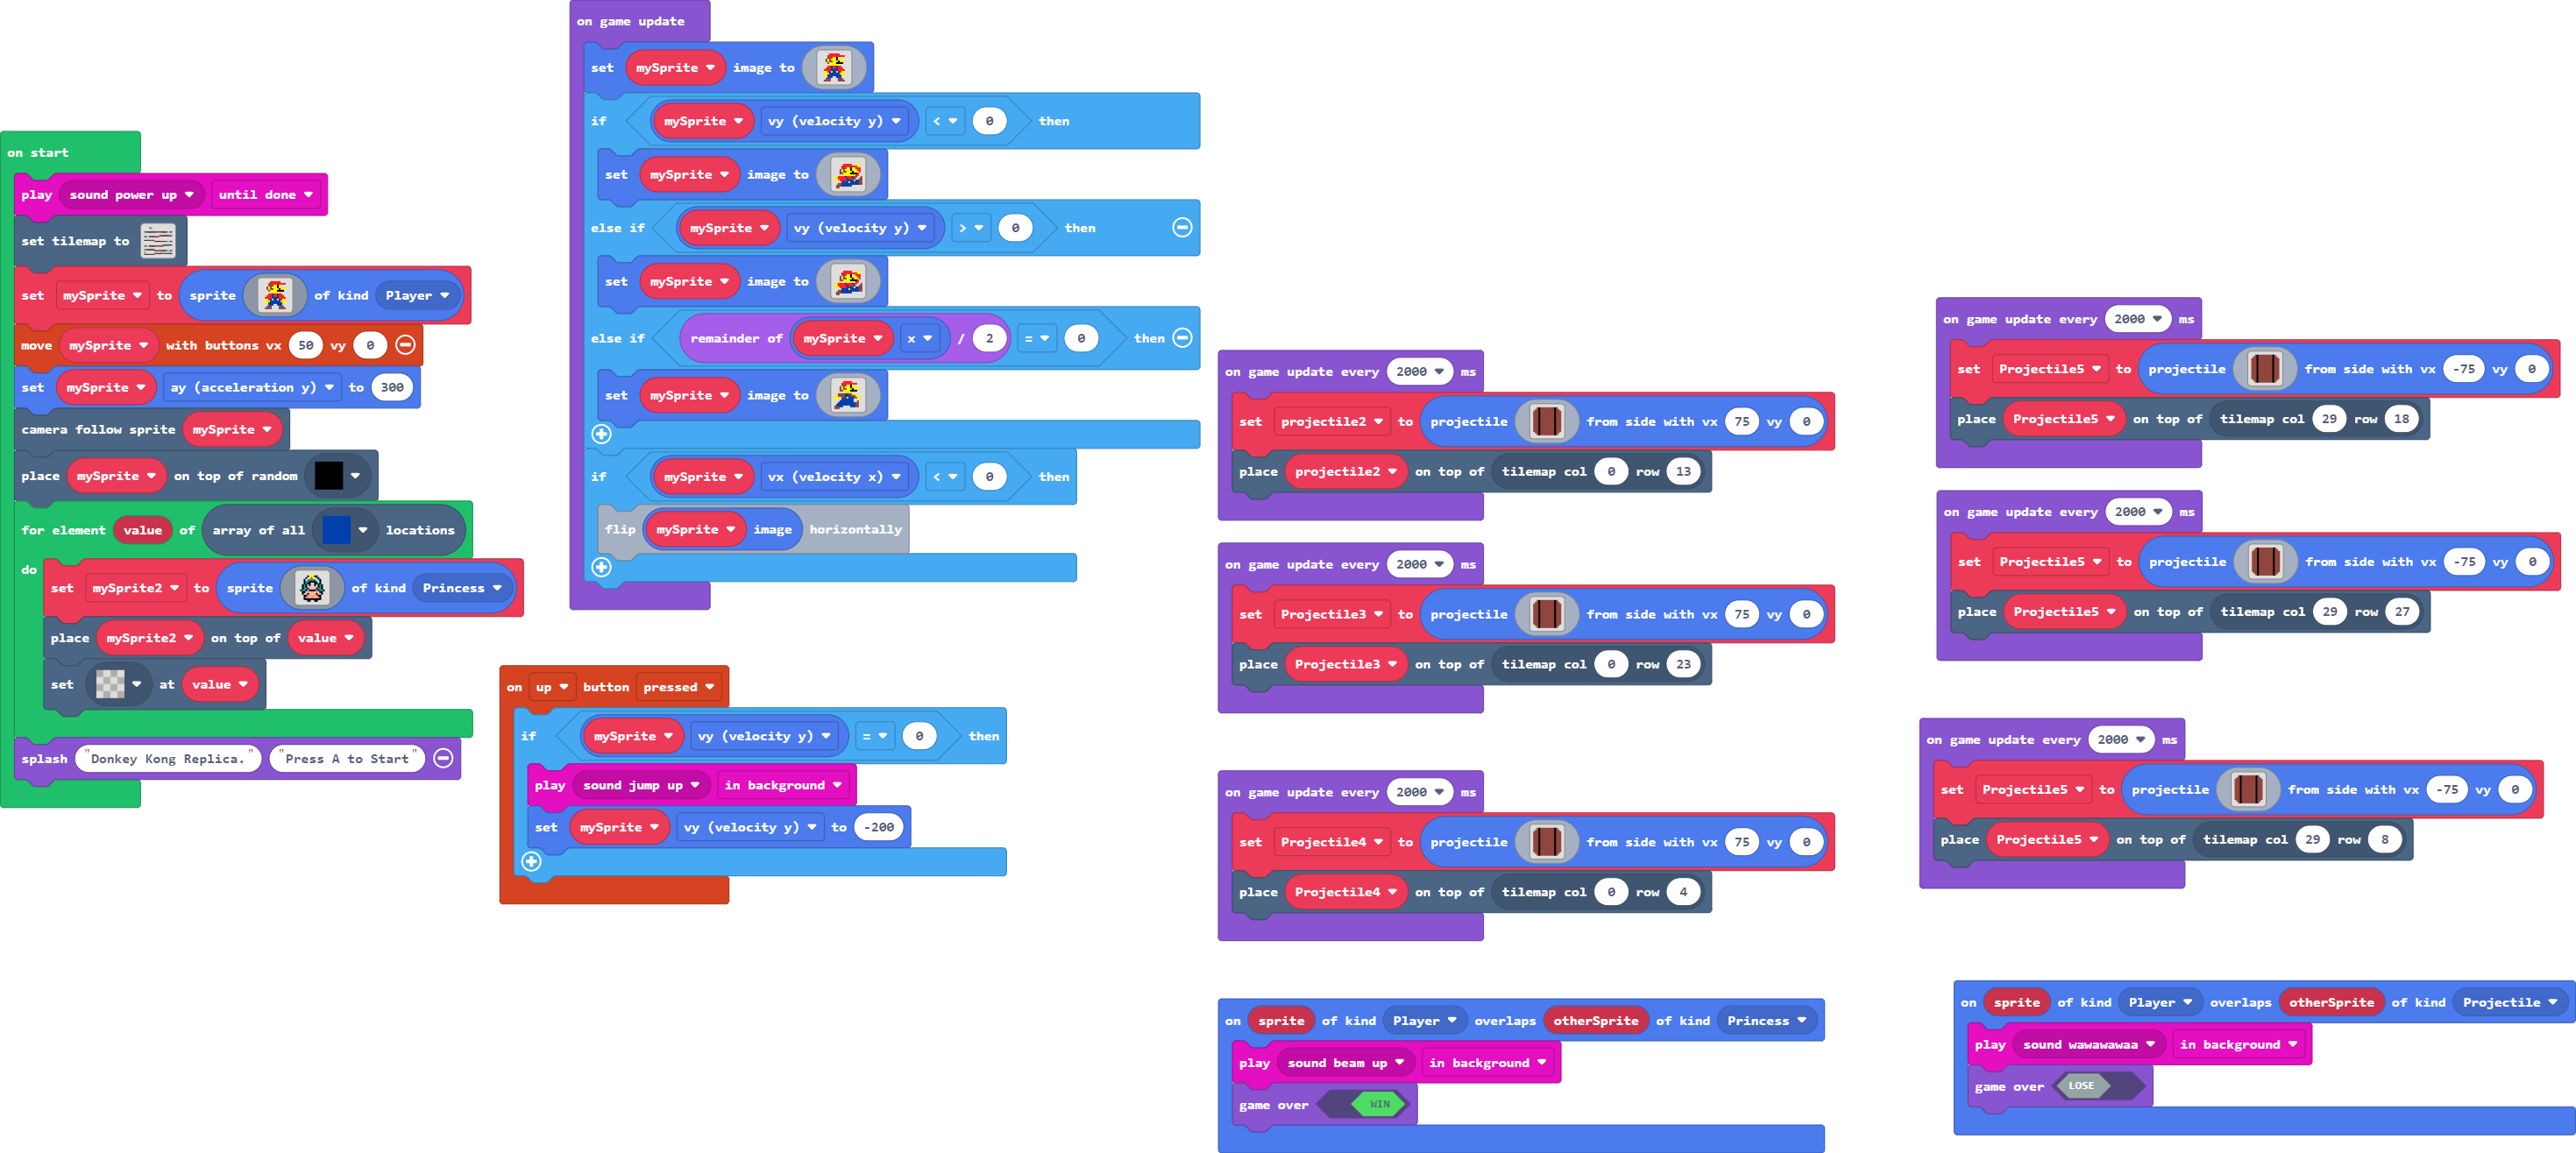 on start
play sound power up until done
set tilemap to
set mySprite to sprite of kind Player
move mySprite with buttons vx 50 vy 0
set mySprite ay (acceleration y) to 300
camera follow sprite mySprite
place mySprite on top of random
for element value of array of all locations
do
set mySprite2 to sprite of kind Princess
place mySprite2 on top of value
set at value
splash "Donkey Kong Replica." "Press A to Start"
on game update
set mySprite image to
if mySprite vy (velocity y) < 0 then
set mySprite image to
else if mySprite vy (velocity y) > 0 then
set mySprite image to
else if remainder of mySprite x / 2 = 0 then
set mySprite image to
if mySprite vx (velocity x) < 0 then
flip mySprite image horizontally
on up button pressed
if mySprite vy (velocity y) = 0 then
play sound jump up in background
set mySprite vy (velocity y) to -200
on game update every 2000 ms
set projectile2 to projectile from side with vx 75 vy 0
place projectile2 on top of tilemap col 0 row 13
on game update every 2000 ms
set Projectile3 to projectile from side with vx 75 vy 0
place Projectile3 on top of tilemap col 0 row 23
on game update every 2000 ms
set Projectile4 to projectile from side with vx 75 vy 0
place Projectile4 on top of tilemap col 0 row 4
on sprite of kind Player overlaps otherSprite of kind Princess
play sound beam up in background
game over WIN
on game update every 2000 ms
set Projectile5 to projectile from side with vx -75 vy 0
place Projectile5 on top of tilemap col 29 row 18
on game update every 2000 ms
set Projectile5 to projectile from side with vx -75 vy 0
place Projectile5 on top of tilemap col 29 row 27
on game update every 2000 ms
set Projectile5 to projectile from side with vx -75 vy 0
place Projectile5 on top of tilemap col 29 row 8
on sprite of kind Player overlaps otherSprite of kind Projectile
play sound wawawawaa in background
game over LOSE